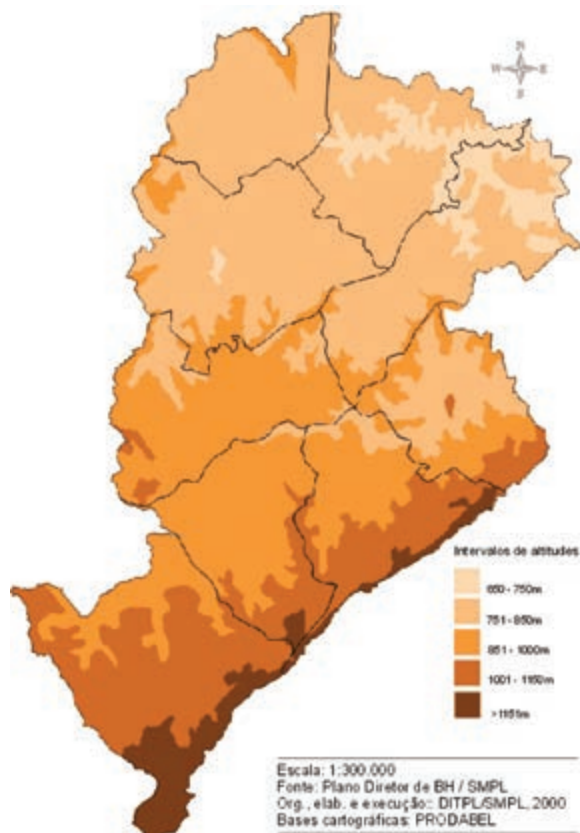 N
W E
S
Intervalos de altitudes
650 - 750m
751 - 850m
851 - 1000m
1001 - 1150m
>1151m
Escala: 1:300.000
Fonte: Plano Diretor de BH / SMPL
Org., elab. e execução:: DITPL/SMPL, 2000
Bases cartográficas: PRODABEL